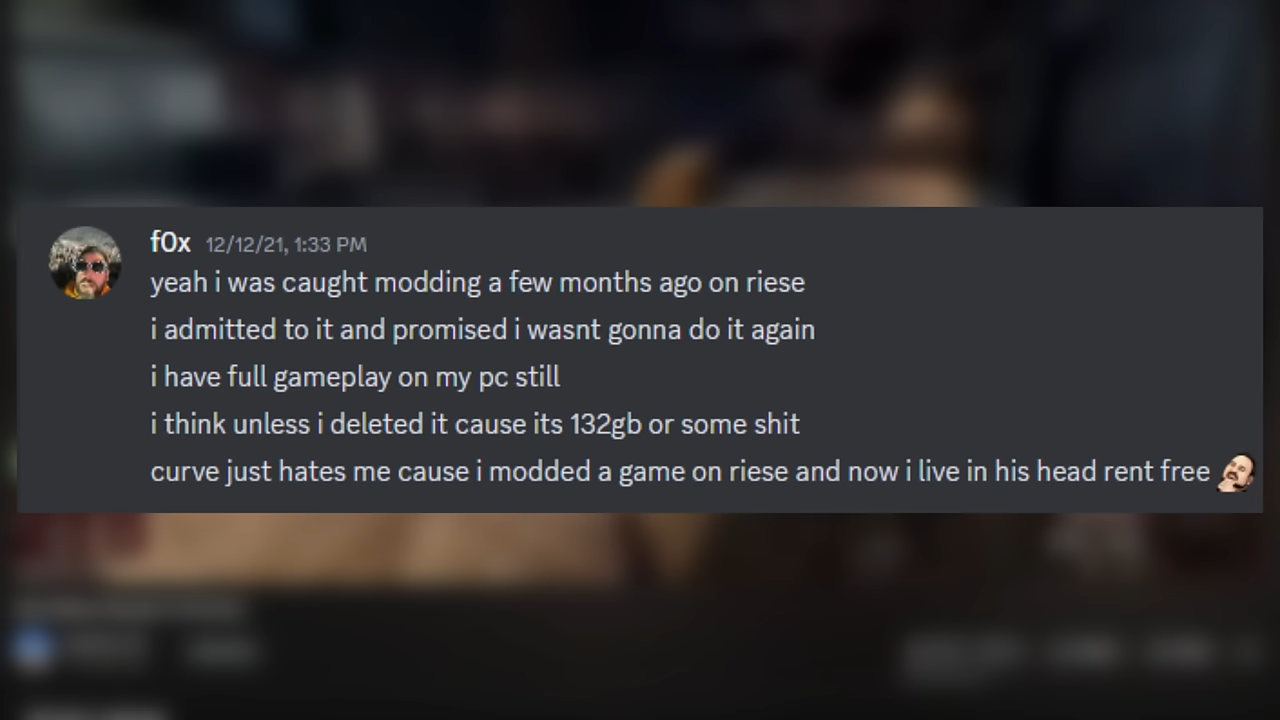 f0x 12/12/21, 1:33 PM
yeah i was caught modding a few months ago on riese
i admitted to it and promised i wasnt gonna do it again
i have full gameplay on my pc still
i think unless i deleted it cause its 132gb or some shit
curve just hates me cause i modded a game on riese and now i live in his head rent free